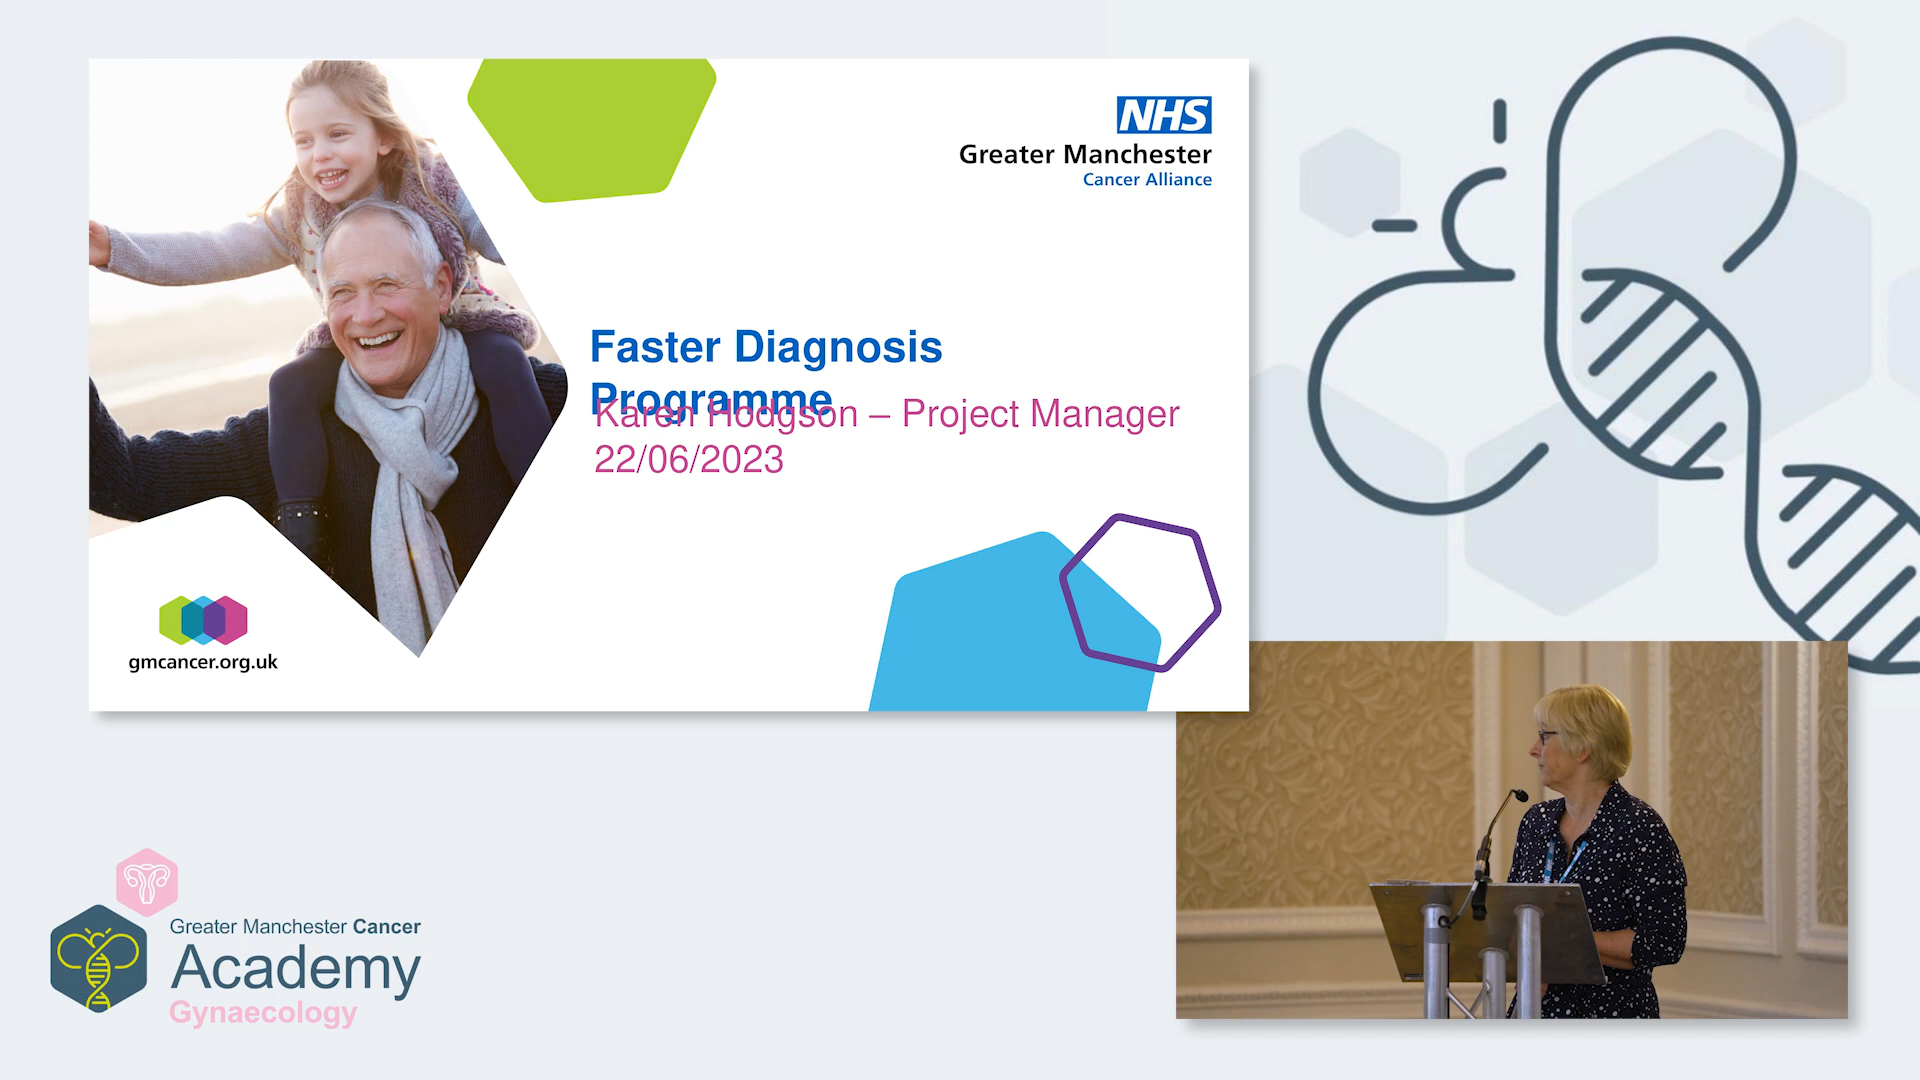 NHS
Greater Manchester
Cancer Alliance
Faster Diagnosis
Programme
Karen Hodgson – Project Manager
22/06/2023
gmcancer.org.uk
Greater Manchester Cancer
Academy
Gynaecology